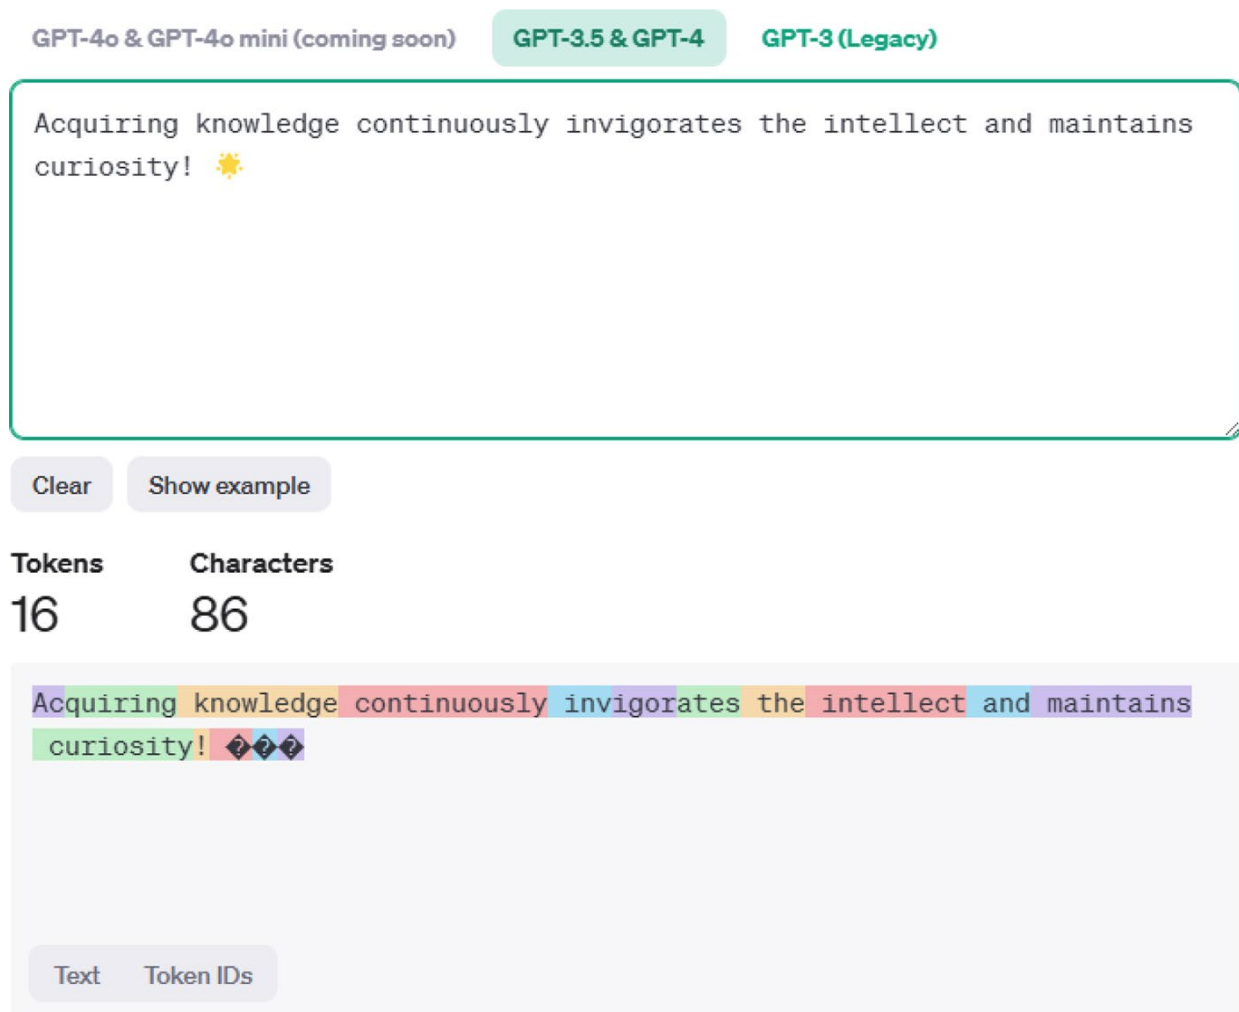 GPT-4o & GPT-4o mini (coming soon) GPT-3.5 & GPT-4 GPT-3 (Legacy)
Acquiring knowledge continuously invigorates the intellect and maintains
curiosity! 🌟
Clear Show example
Tokens Characters
16 86
Acquiring knowledge continuously invigorates the intellect and maintains
curiosity! ���
Text Token IDs